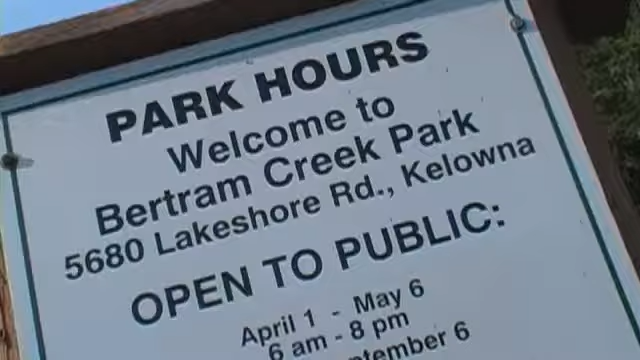 PARK HOURS
Welcome to
Bertram Creek Park
5680 Lakeshore Rd., Kelowna
OPEN TO PUBLIC:
April 1 - May 6
6 am - 8 pm
6